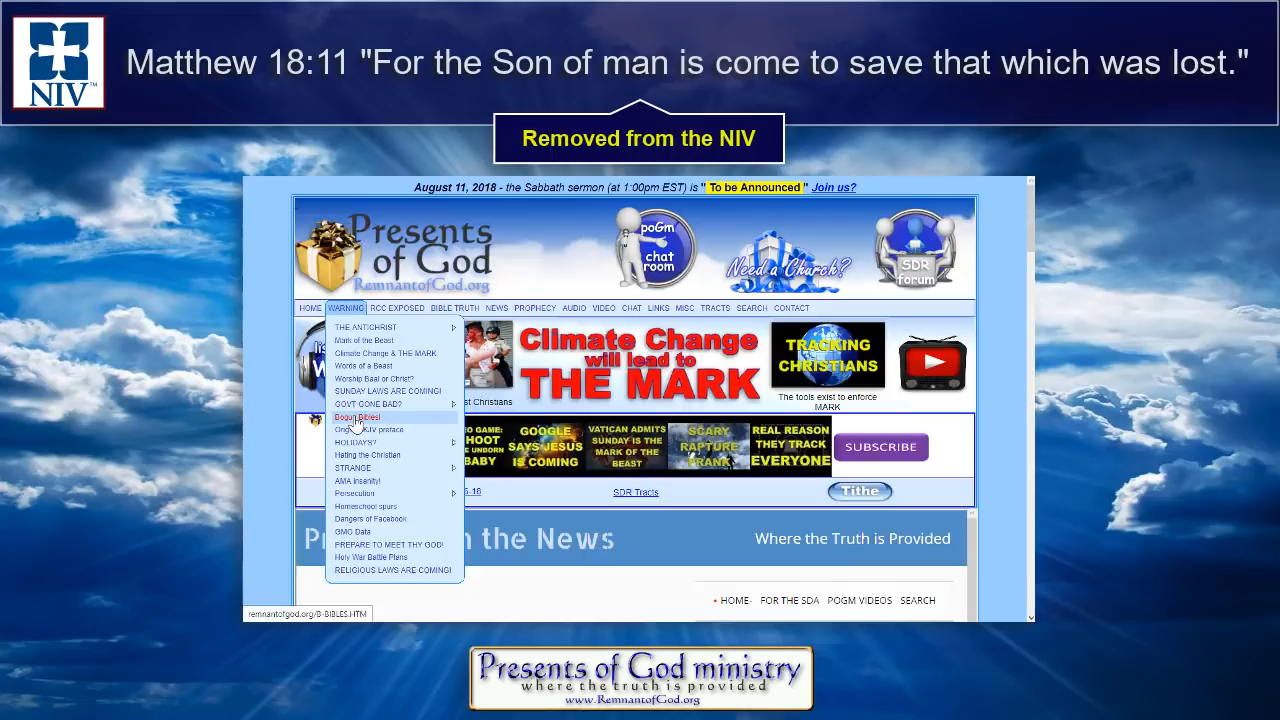 NIV™
Matthew 18:11 "For the Son of man is come to save that which was lost."
Removed from the NIV
August 11, 2018 - the Sabbath sermon (at 1:00pm EST) is " To be Announced " Join us?
Presents of God
RemnantofGod.org
poGm chat room
Need a Church?
SDR forum
HOME WARNING RCC EXPOSED BIBLE TRUTH NEWS PROPHECY AUDIO VIDEO CHAT LINKS MISC TRACTS SEARCH CONTACT
THE ANTICHRIST
Mark of the Beast
Climate Change & THE MARK
Words of a Beast
Worship Baal or Christ?
SUNDAY LAWS ARE COMING!
GOVT GONE BAD?
Bogus Bibles!
KJV preface
HOLIDAYS?
Hating the Christian
STRANGE
AMA insanity!
Persecution
Homeschool spurs
Dangers of Facebook
GMO Data
PREPARE TO MEET THY GOD!
Holy War Battle Plans
RELIGIOUS LAWS ARE COMING!
Climate Change
will lead to
THE MARK
Christians
TRACKING
CHRISTIANS
The tools exist to enforce
MARK
GAME:
UNBORN
BABY
GOOGLE
SAYS JESUS
IS COMING
VATICAN ADMITS
SUNDAY IS THE
MARK OF THE
BEAST
SCARY
RAPTURE
PRANK
REAL REASON
THEY TRACK
EVERYONE
SUBSCRIBE
-16
SDR Tracts
Tithe
the News
Where the Truth is Provided
• HOME- FOR THE SDA POGM VIDEOS SEARCH
remnantofgod.org/B-BIBLES.HTM
Presents of God ministry
where the truth is provided
www.RemnantofGod.org